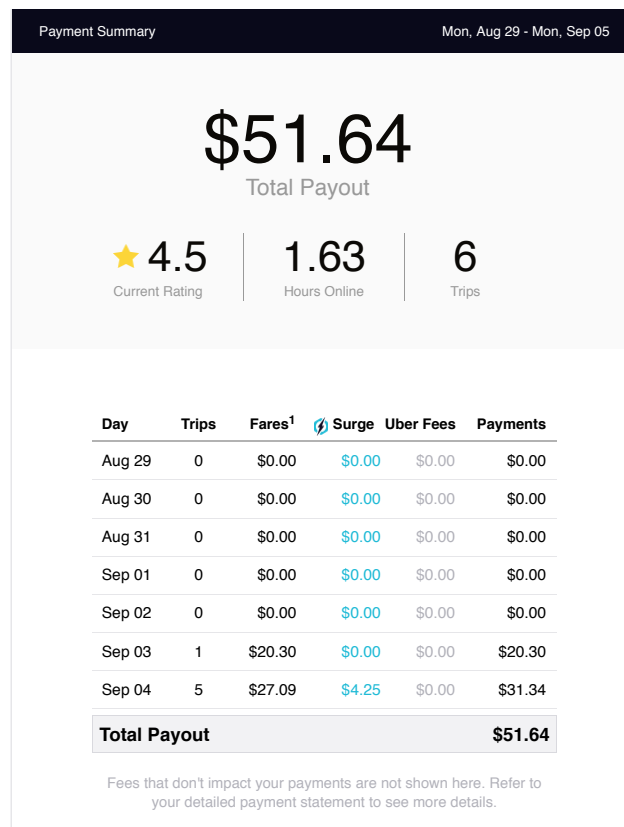 Payment Summary Mon, Aug 29 - Mon, Sep 05
$51.64
Total Payout
4.5 1.63 6
Current Rating Hours Online Trips
Day Trips Fares1 Surge Uber Fees Payments
Aug 29 0 $0.00 $0.00 $0.00 $0.00
Aug 30 0 $0.00 $0.00 $0.00 $0.00
Aug 31 0 $0.00 $0.00 $0.00 $0.00
Sep 01 0 $0.00 $0.00 $0.00 $0.00
Sep 02 0 $0.00 $0.00 $0.00 $0.00
Sep 03 1 $20.30 $0.00 $0.00 $20.30
Sep 04 5 $27.09 $4.25 $0.00 $31.34
Total Payout $51.64
Fees that don't impact your payments are not shown here. Refer to
your detailed payment statement to see more details.